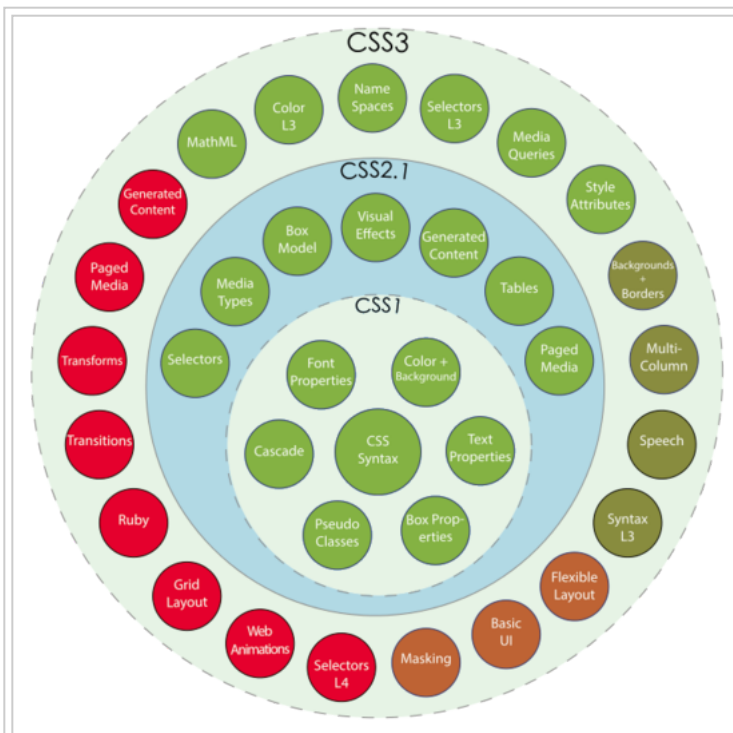 CSS3
Name
Spaces
Color
L3
Selectors
L3
MathML
Media
Queries
Generated
Content
Style
Attributes
Paged
Media
Backgrounds
+
Borders
Transforms
Multi-
Column
Transitions
Speech
Ruby
Syntax
L3
Grid
Layout
Flexible
Layout
Web
Animations
Basic
UI
Selectors
L4
Masking
CSS2.1
Visual
Effects
Box
Model
Generated
Content
Media
Types
Tables
Selectors
Paged
Media
CSS1
Font
Properties
Color +
Background
Cascade
CSS
Syntax
Text
Properties
Pseudo
Classes
Box Prop-
erties